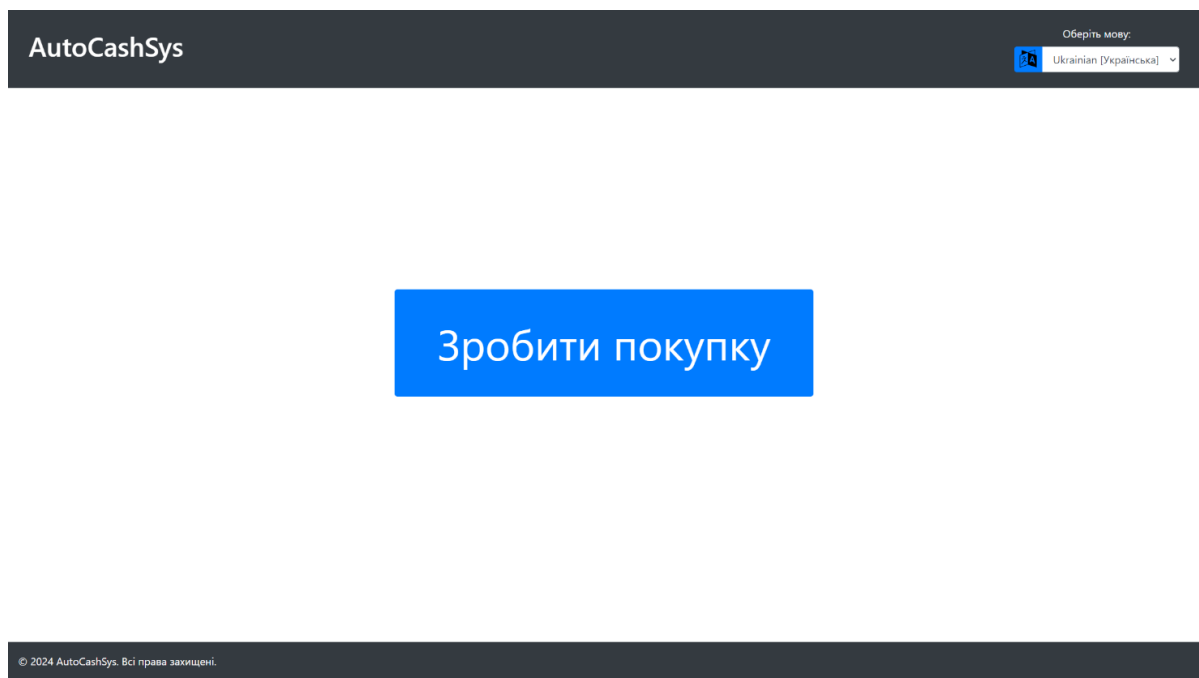 AutoCashSys
Оберіть мову:
Ukrainian [Українська]
Зробити покупку
© 2024 AutoCashSys. Всі права захищені.